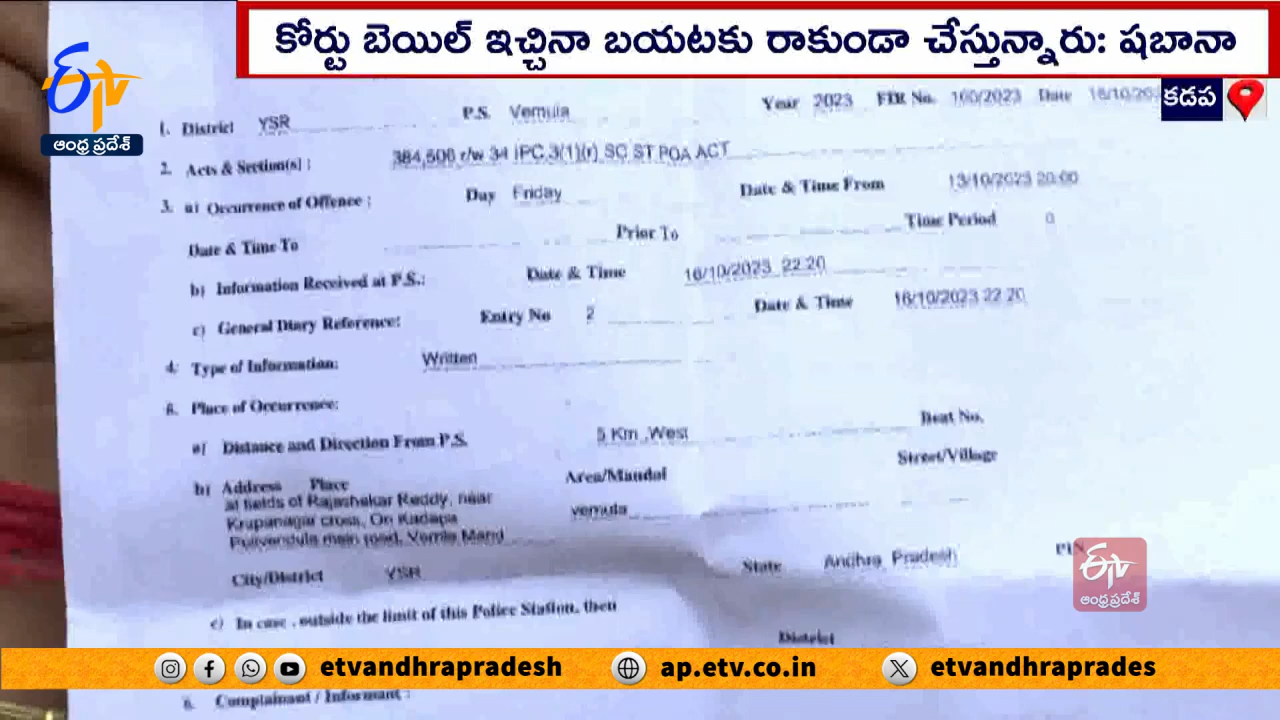 కోర్టు బెయిల్ ఇచ్చినా బయటకు రాకుండా చేస్తున్నారు: షబానా
ETV
ఆంధ్ర ప్రదేశ్
కడప
1. District YSR P.S. Vemula Year 2023 FIR No. 160/2023 Date 16/10/20
2. Acts & Section(s) : 384,506 r/w 34 IPC,3(1)(r) SC ST POA ACT
3. a) Occurrence of Offence : Day Friday Date & Time From 13/10/2023 20:00
Date & Time To Prior To Time Period 0
b) Information Received at P.S.: Date & Time 16/10/2023 22:20
c) General Diary Reference: Entry No 2 Date & Time 16/10/2023 22:20
4. Type of Information: Written
5. Place of Occurrence:
a) Distance and Direction From P.S. 5 Km ,West Beat No.
b) Address Place Area/Mandal Street/Village
at fields of Rajashekar Reddy, near vemula
Krupanagar cross, On Kadapa
main road, Mand
City/District YSR State Andhra Pradesh PIN
ETV
ఆంధ్రప్రదేశ్
c) In case , outside the limit of this Police Station, then
District
etvandhrapradesh ap.etv.co.in etvandhraprades
6. Complainant / Informant :